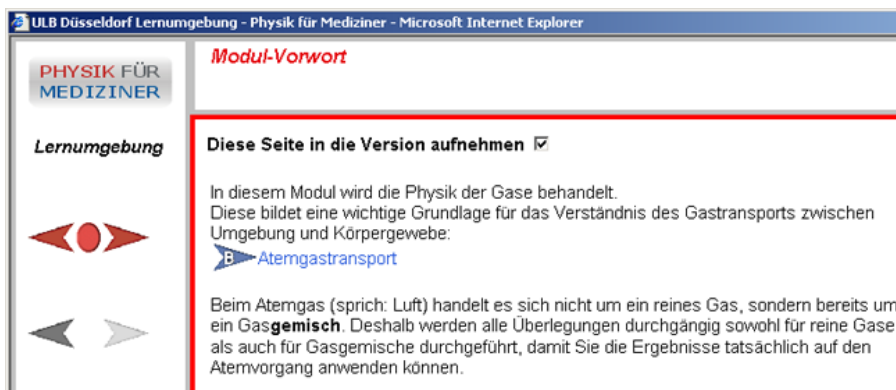 ULB Düsseldorf Lernumgebung - Physik für Mediziner - Microsoft Internet Explorer
Modul-Vorwort
PHYSIK FÜR
MEDIZINER
Lernumgebung
Diese Seite in die Version aufnehmen
In diesem Modul wird die Physik der Gase behandelt.
Diese bildet eine wichtige Grundlage für das Verständnis des Gastransports zwischen
Umgebung und Körpergewebe:
B Atemgastransport
Beim Atemgas (sprich: Luft) handelt es sich nicht um ein reines Gas, sondern bereits um
ein Gasgemisch. Deshalb werden alle Überlegungen durchgängig sowohl für reine Gase
als auch für Gasgemische durchgeführt, damit Sie die Ergebnisse tatsächlich auf den
Atemvorgang anwenden können.